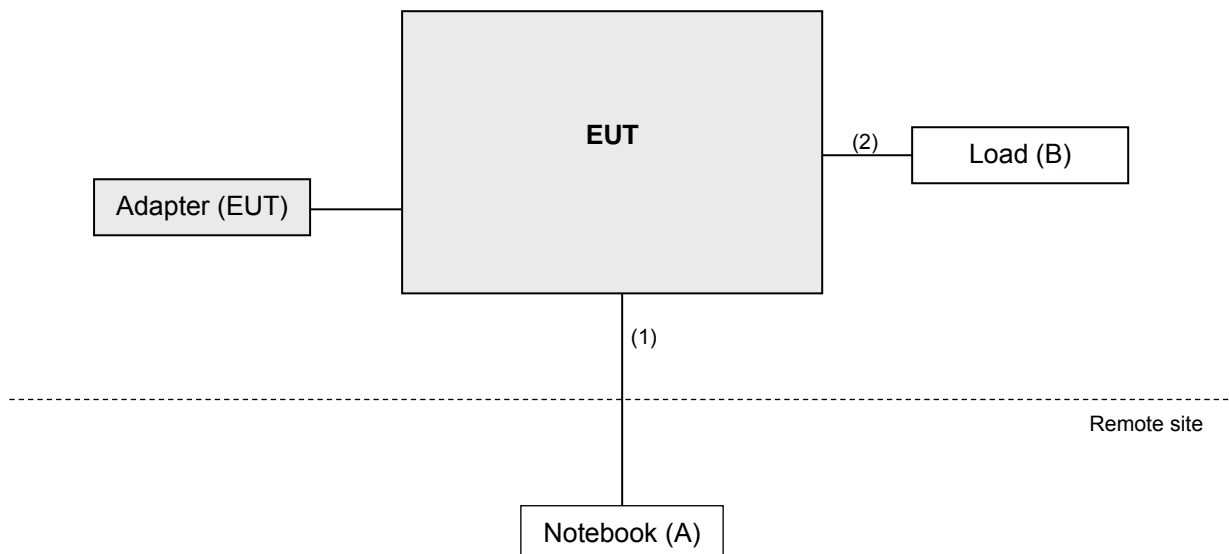 EUT
(2)
Load (B)
Adapter (EUT)
(1)
Remote site
Notebook (A)